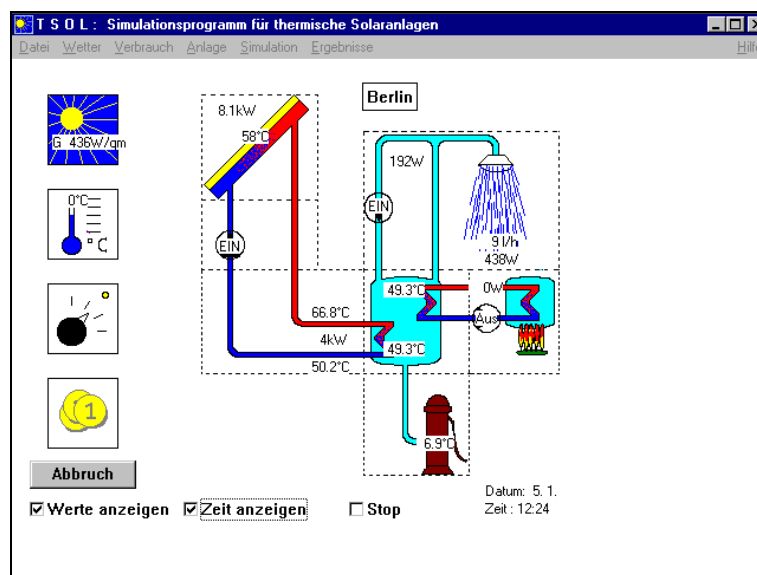 T S O L : Simulationsprogramm für thermische Solaranlagen
Datei Wetter Verbrauch Anlage Simulation Ergebnisse Hilfe
Berlin
8.1kW
58°C
G 436W/qm
192W
EIN
0°C
°C
EIN
9 l/h
438W
49.3°C
0W
66.8°C
Aus
4kW
49.3°C
50.2°C
1
6.9°C
Abbruch
Werte anzeigen Zeit anzeigen Stop
Datum: 5. 1.
Zeit : 12:24